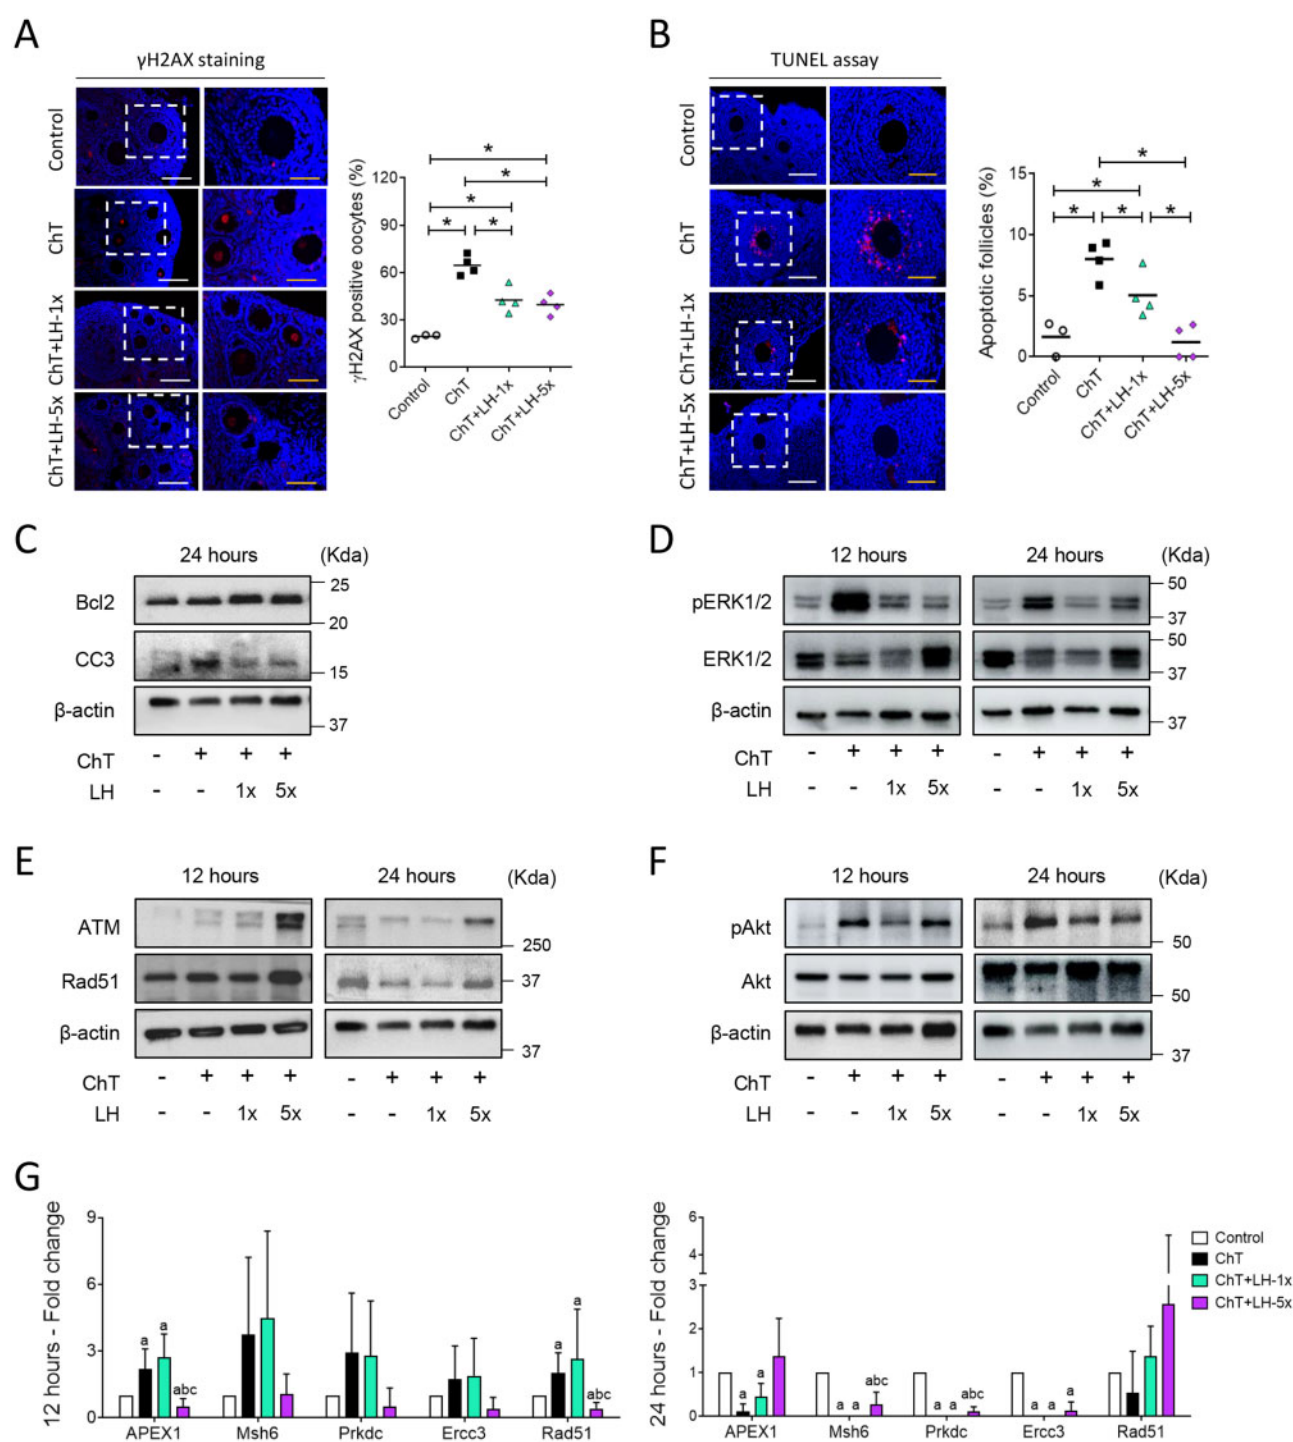 A
γH2AX staining
Control
ChT
ChT+LH-1x
ChT+LH-5x
γH2AX positive oocytes (%)
120
90
60
30
0
* * * * *
Control
ChT
ChT+LH-1x
ChT+LH-5x
B
TUNEL assay
Control
ChT
ChT+LH-1x
ChT+LH-5x
Apoptotic follicles (%)
15
10
5
0
* * * * *
Control
ChT
ChT+LH-1x
ChT+LH-5x
C
24 hours (Kda)
Bcl2 25
20
CC3 15
β-actin 37
ChT - + + +
LH - - 1x 5x
D
12 hours 24 hours (Kda)
pERK1/2 50
37
ERK1/2 50
37
β-actin 37
ChT - + + + - + + +
LH - - 1x 5x - - 1x 5x
E
12 hours 24 hours (Kda)
ATM 250
Rad51 37
β-actin 37
ChT - + + + - + + +
LH - - 1x 5x - - 1x 5x
F
12 hours 24 hours (Kda)
pAkt 50
Akt 50
β-actin 37
ChT - + + + - + + +
LH - - 1x 5x - - 1x 5x
G
12 hours - Fold change
9
6
3
0
a a abc a a abc
APEX1 Msh6 Prkdc Ercc3 Rad51
24 hours - Fold change
6
4
3
2
1
0
a a a a abc a a abc a a a
APEX1 Msh6 Prkdc Ercc3 Rad51
Control
ChT
ChT+LH-1x
ChT+LH-5x